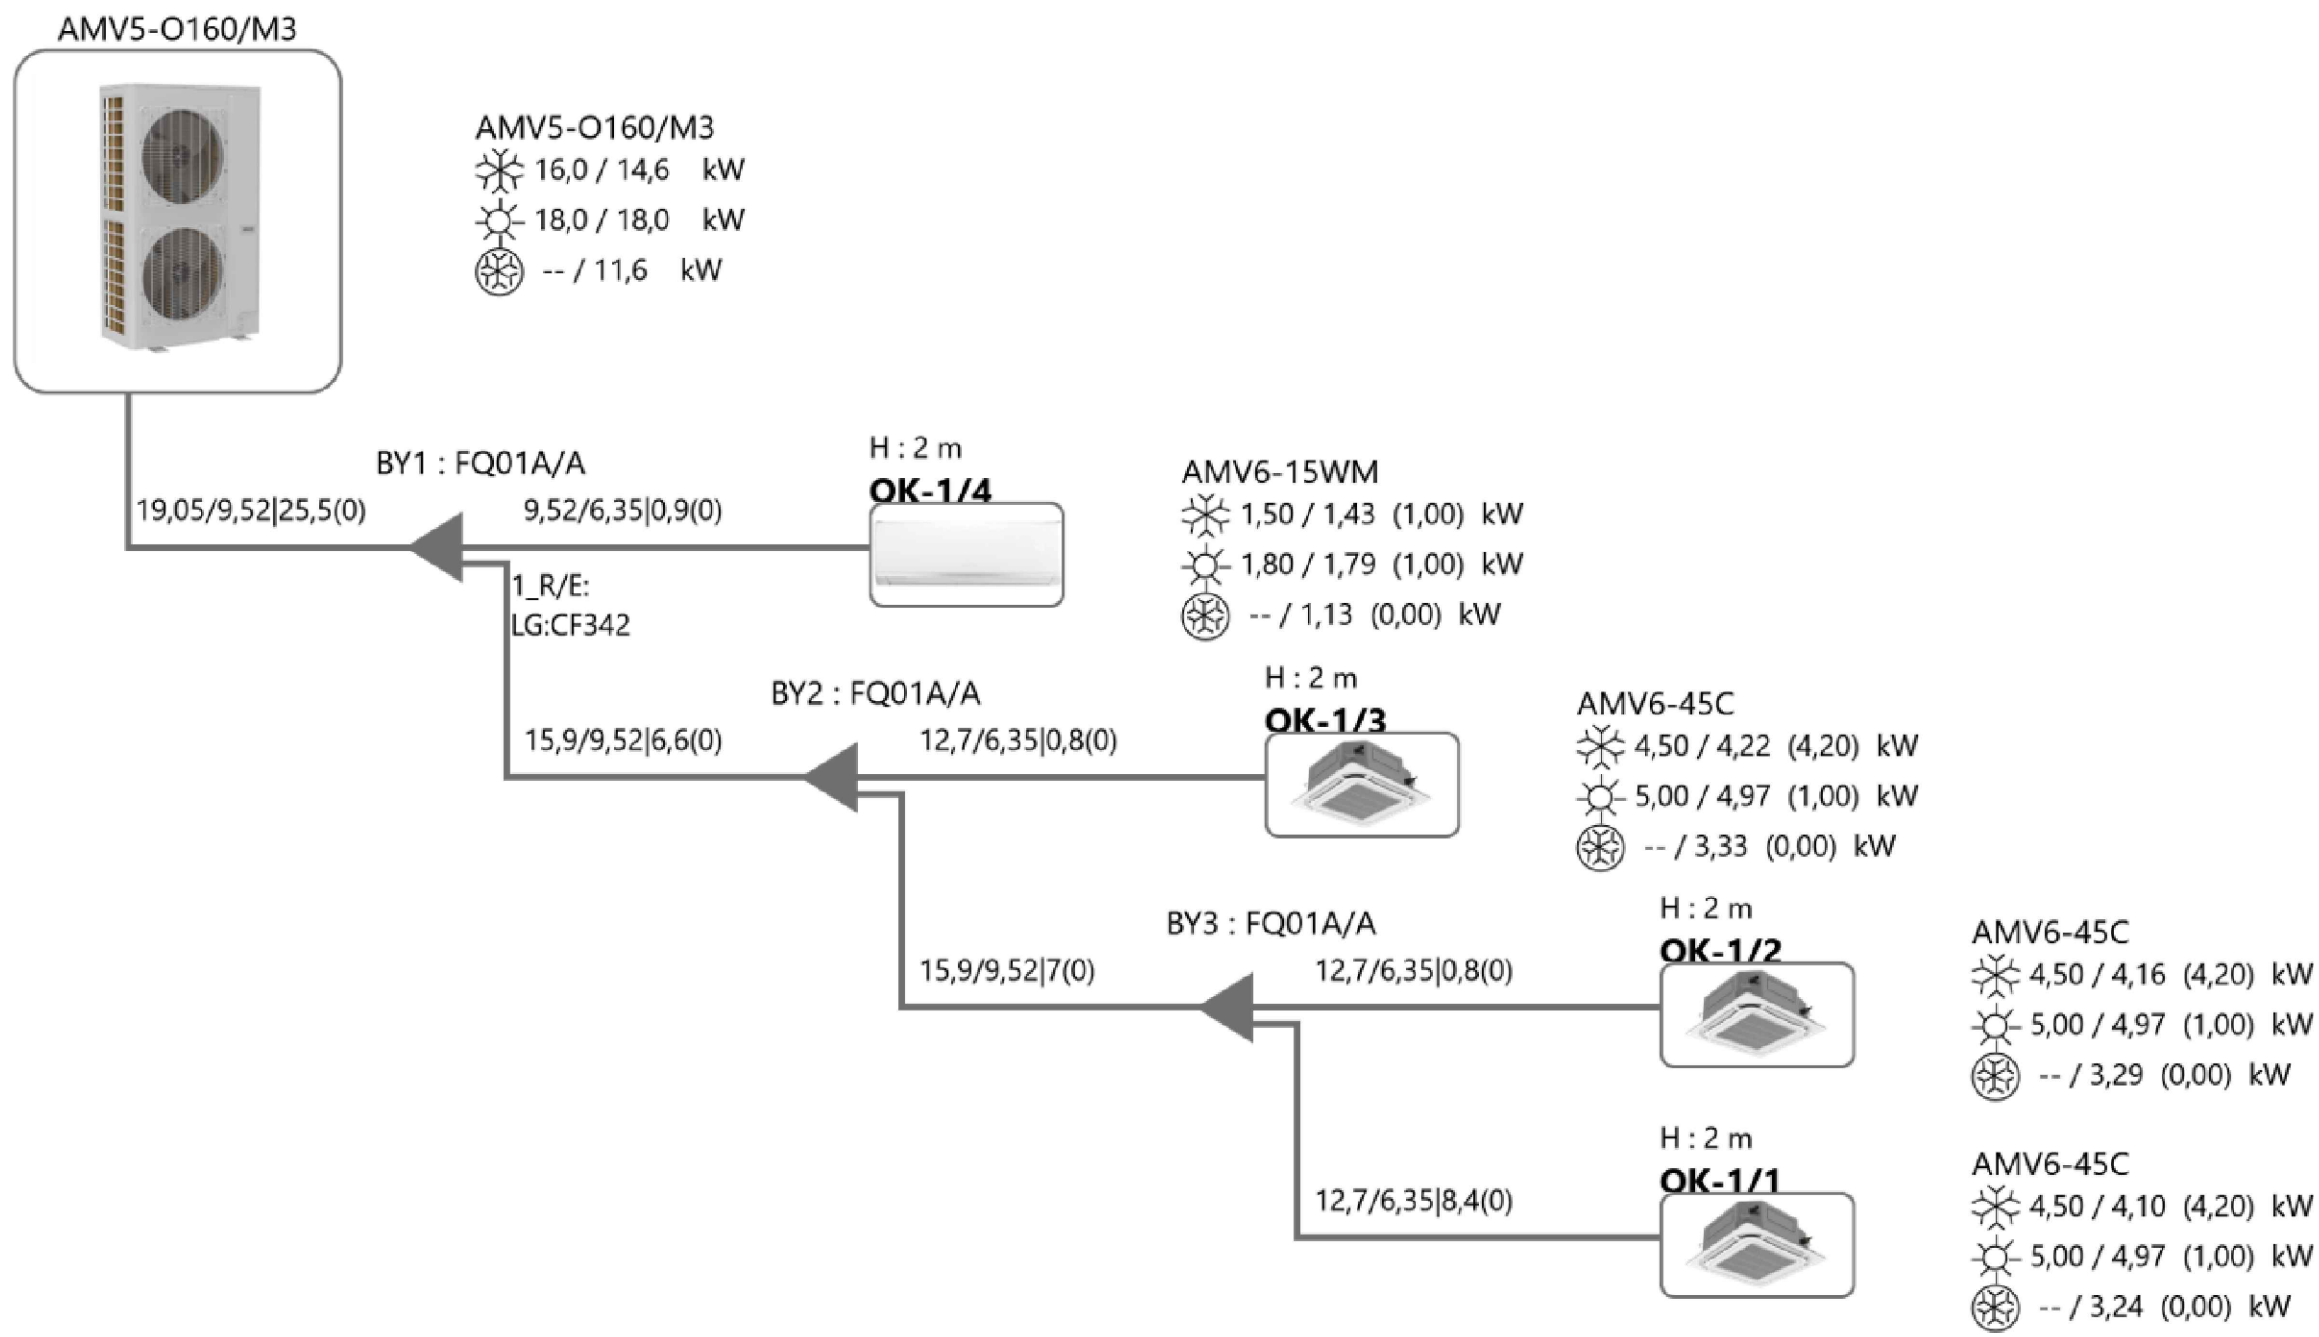 AMV5-O160/M3
AMV5-O160/M3
16,0 / 14,6 kW
18,0 / 18,0 kW
-- / 11,6 kW
BY1 : FQ01A/A
19,05/9,52|25,5(0)
9,52/6,35|0,9(0)
H : 2 m
OK-1/4
AMV6-15WM
1,50 / 1,43 (1,00) kW
1,80 / 1,79 (1,00) kW
-- / 1,13 (0,00) kW
1_R/E:
LG:CF342
BY2 : FQ01A/A
15,9/9,52|6,6(0)
12,7/6,35|0,8(0)
H : 2 m
OK-1/3
AMV6-45C
4,50 / 4,22 (4,20) kW
5,00 / 4,97 (1,00) kW
-- / 3,33 (0,00) kW
BY3 : FQ01A/A
15,9/9,52|7(0)
12,7/6,35|0,8(0)
H : 2 m
OK-1/2
AMV6-45C
4,50 / 4,16 (4,20) kW
5,00 / 4,97 (1,00) kW
-- / 3,29 (0,00) kW
12,7/6,35|8,4(0)
H : 2 m
OK-1/1
AMV6-45C
4,50 / 4,10 (4,20) kW
5,00 / 4,97 (1,00) kW
-- / 3,24 (0,00) kW